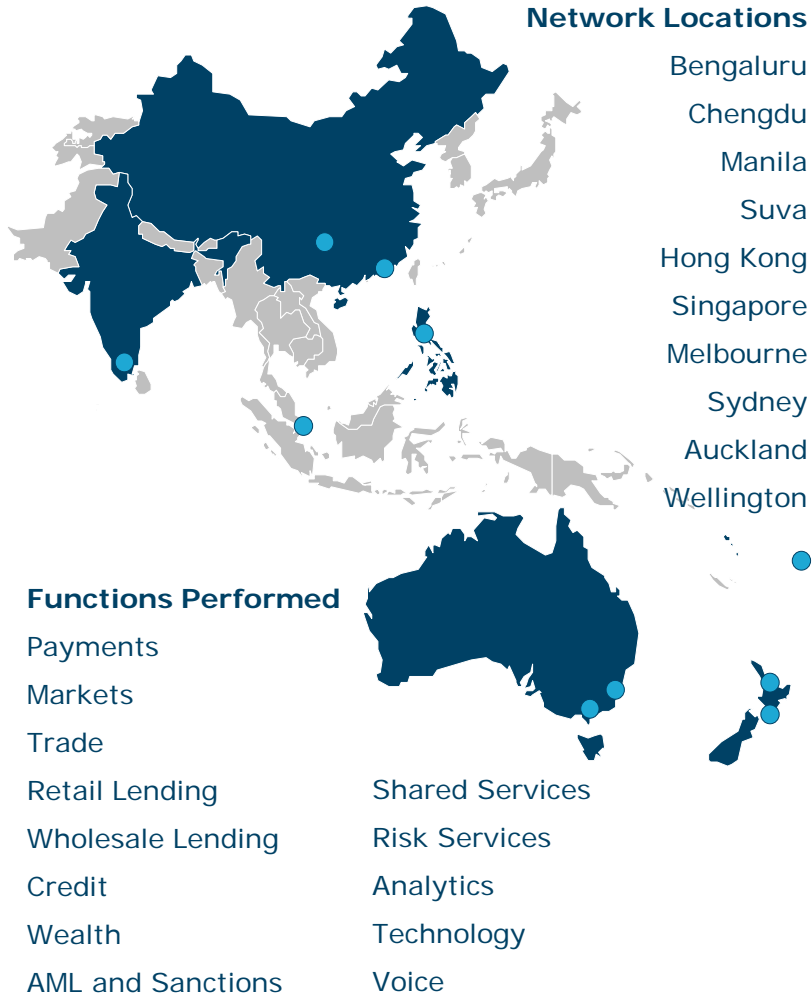 Network Locations
Bengaluru
Chengdu
Manila
Suva
Hong Kong
Singapore
Melbourne
Sydney
Auckland
Wellington
Functions Performed
Payments
Markets
Trade
Retail Lending
Wholesale Lending
Credit
Wealth
AML and Sanctions
Shared Services
Risk Services
Analytics
Technology
Voice